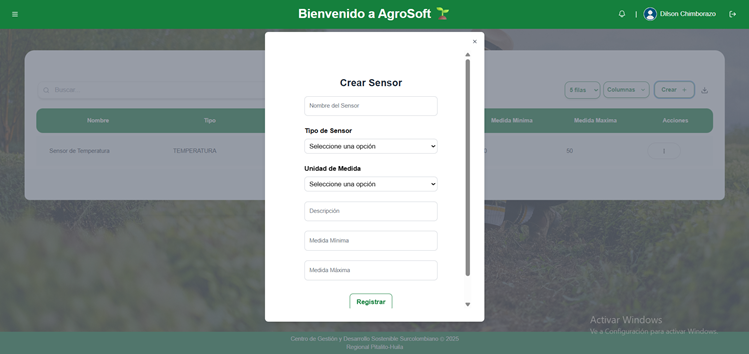 Bienvenido a AgroSoft
Dilson Chimborazo
Crear Sensor
Nombre del Sensor
Tipo de Sensor
Seleccione una opción
Unidad de Medida
Seleccione una opción
Descripción
Medida Mínima
Medida Máxima
Registrar
Buscar...
5 filas
Columnas
Crear
Nombre
Tipo
Medida Minima
Medida Maxima
Acciones
Sensor de Temperatura
TEMPERATURA
50
Activar Windows
Ve a Configuración para activar Windows.
Centro de Gestión y Desarrollo Sostenible Surcolombiano © 2025
Regional Pitalito-Huila